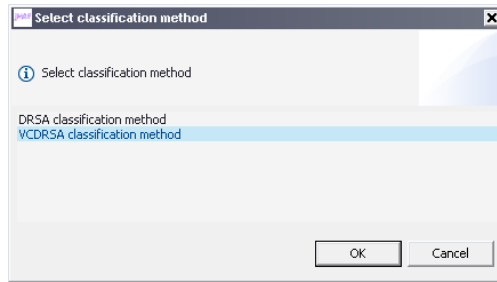 Select classification method
Select classification method
DRSA classification method
VCDRSA classification method
OK
Cancel